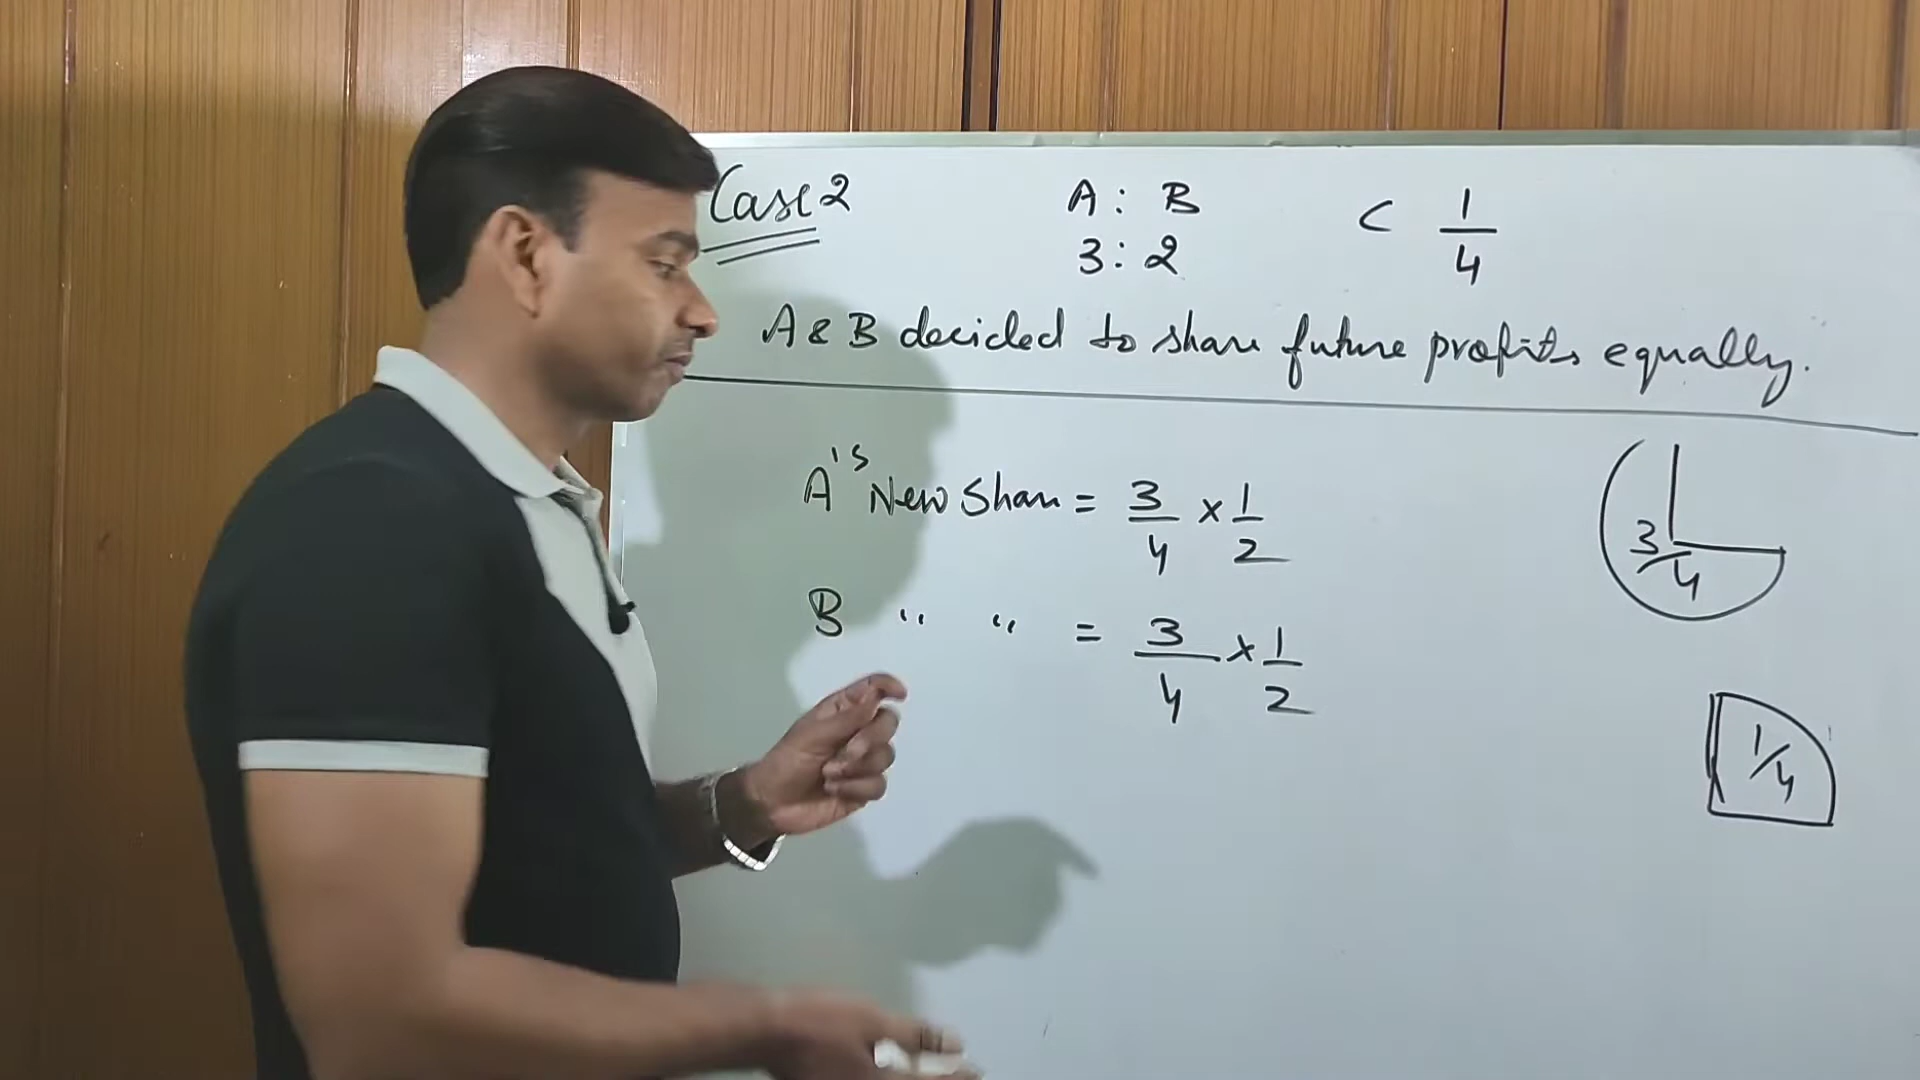 Case 2
A : B
3 : 2
C 1/4
A & B decided to share future profits equally.
A's New Share = 3/4 × 1/2
B " " = 3/4 × 1/2
3/4
1/4